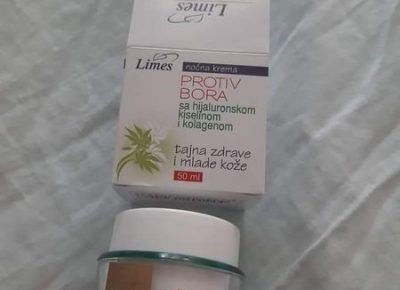 Limes
Limes
noćna krema
PROTIV
BORA
sa hijaluronskom
kiselinom
i kolagenom
tajna zdrave
i mlade kože
50 ml